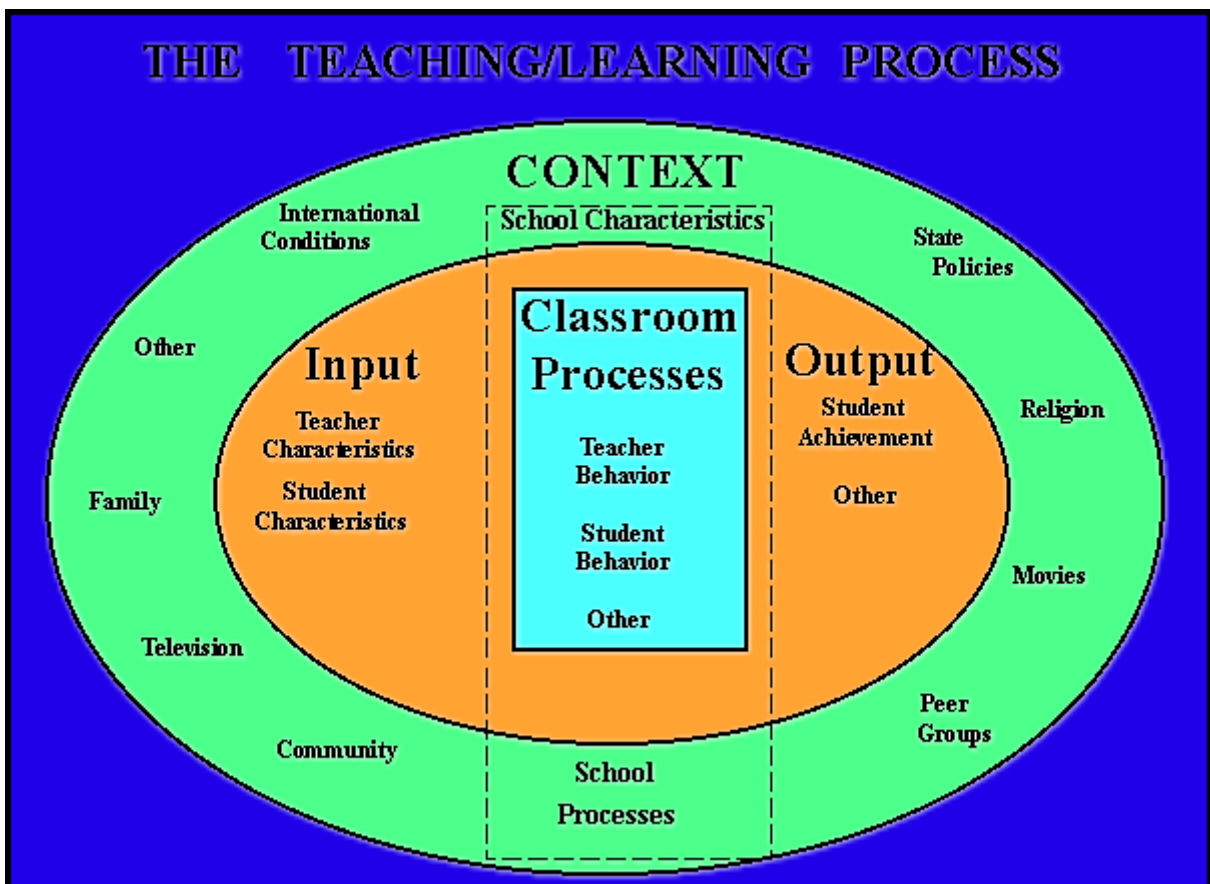 THE TEACHING/LEARNING PROCESS
CONTEXT
School Characteristics
International
Conditions
State
Policies
Other
Religion
Family
Movies
Television
Peer
Groups
Community
School
Processes
Input
Teacher
Characteristics
Student
Characteristics
Classroom
Processes
Teacher
Behavior
Student
Behavior
Other
Output
Student
Achievement
Other